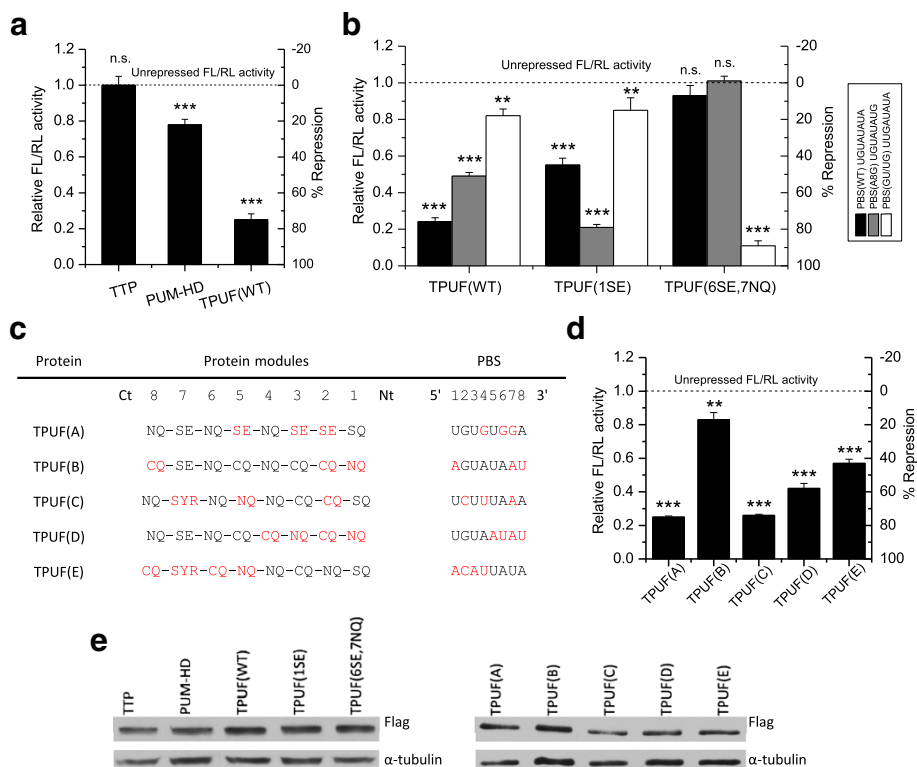 a
1.2
1.0
0.8
0.6
0.4
0.2
0.0
Relative FL/RL activity
n.s.
Unrepressed FL/RL activity
***
***
-20
0
20
40
60
80
100
% Repression
TTP
PUM-HD
TPUF(WT)
b
1.2
1.0
0.8
0.6
0.4
0.2
0.0
Relative FL/RL activity
Unrepressed FL/RL activity
***
***
**
***
***
**
n.s.
n.s.
***
-20
0
20
40
60
80
100
% Repression
TPUF(WT)
TPUF(1SE)
TPUF(6SE,7NQ)
PBS(WT) UGUAUAUA
PBS(A8G) UGUAUAUG
PBS(GU/UG) UUGAUAUA
c
Protein Protein modules PBS
Ct 8 7 6 5 4 3 2 1 Nt 5' 12345678 3'
TPUF(A) NQ–SE–NQ–SE–NQ–SE–SE–SQ UGUGUGGA
TPUF(B) CQ–SE–NQ–CQ–NQ–CQ–CQ–NQ AGUAUAAU
TPUF(C) NQ–SYR–NQ–NQ–NQ–CQ–CQ–SQ UCUUUAAA
TPUF(D) NQ–SE–NQ–CQ–CQ–NQ–CQ–NQ UGUAAUAU
TPUF(E) CQ–SYR–CQ–NQ–NQ–CQ–NQ–SQ ACAUUAUA
d
1.2
1.0
0.8
0.6
0.4
0.2
0.0
Relative FL/RL activity
Unrepressed FL/RL activity
***
**
***
***
***
-20
0
20
40
60
80
100
% Repression
TPUF(A)
TPUF(B)
TPUF(C)
TPUF(D)
TPUF(E)
e
TTP
PUM-HD
TPUF(WT)
TPUF(1SE)
TPUF(6SE,7NQ)
Flag
α-tubulin
TPUF(A)
TPUF(B)
TPUF(C)
TPUF(D)
TPUF(E)
Flag
α-tubulin